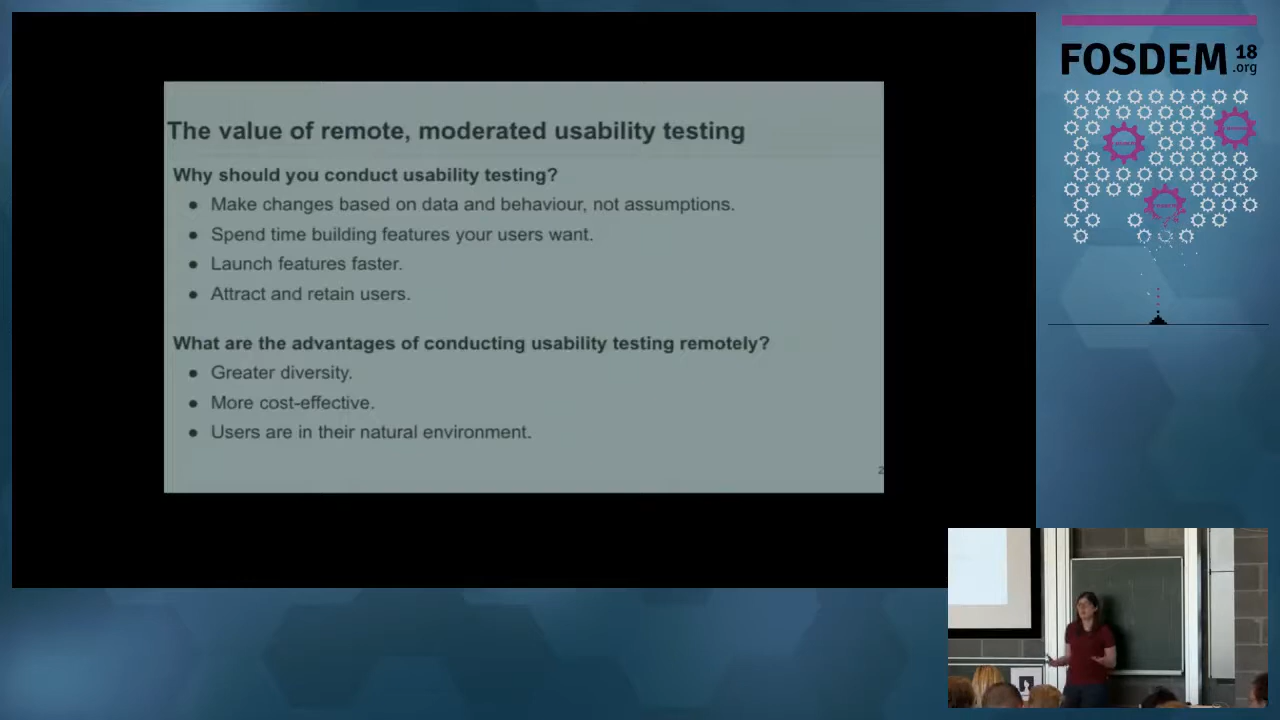 The value of remote, moderated usability testing
Why should you conduct usability testing?
● Make changes based on data and behaviour, not assumptions.
● Spend time building features your users want.
● Launch features faster.
● Attract and retain users.
What are the advantages of conducting usability testing remotely?
● Greater diversity.
● More cost-effective.
● Users are in their natural environment.
2
FOSDEM 18
.org